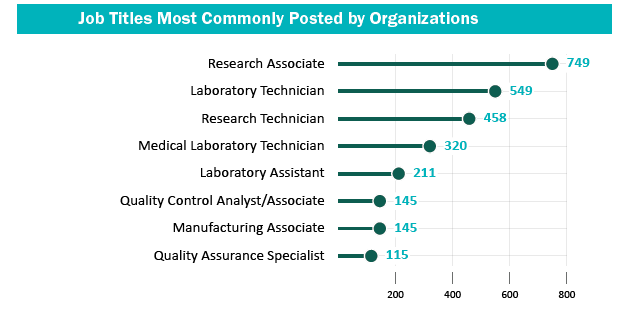 Job Titles Most Commonly Posted by Organizations
Research Associate 749
Laboratory Technician 549
Research Technician 458
Medical Laboratory Technician 320
Laboratory Assistant 211
Quality Control Analyst/Associate 145
Manufacturing Associate 145
Quality Assurance Specialist 115
200 400 600 800